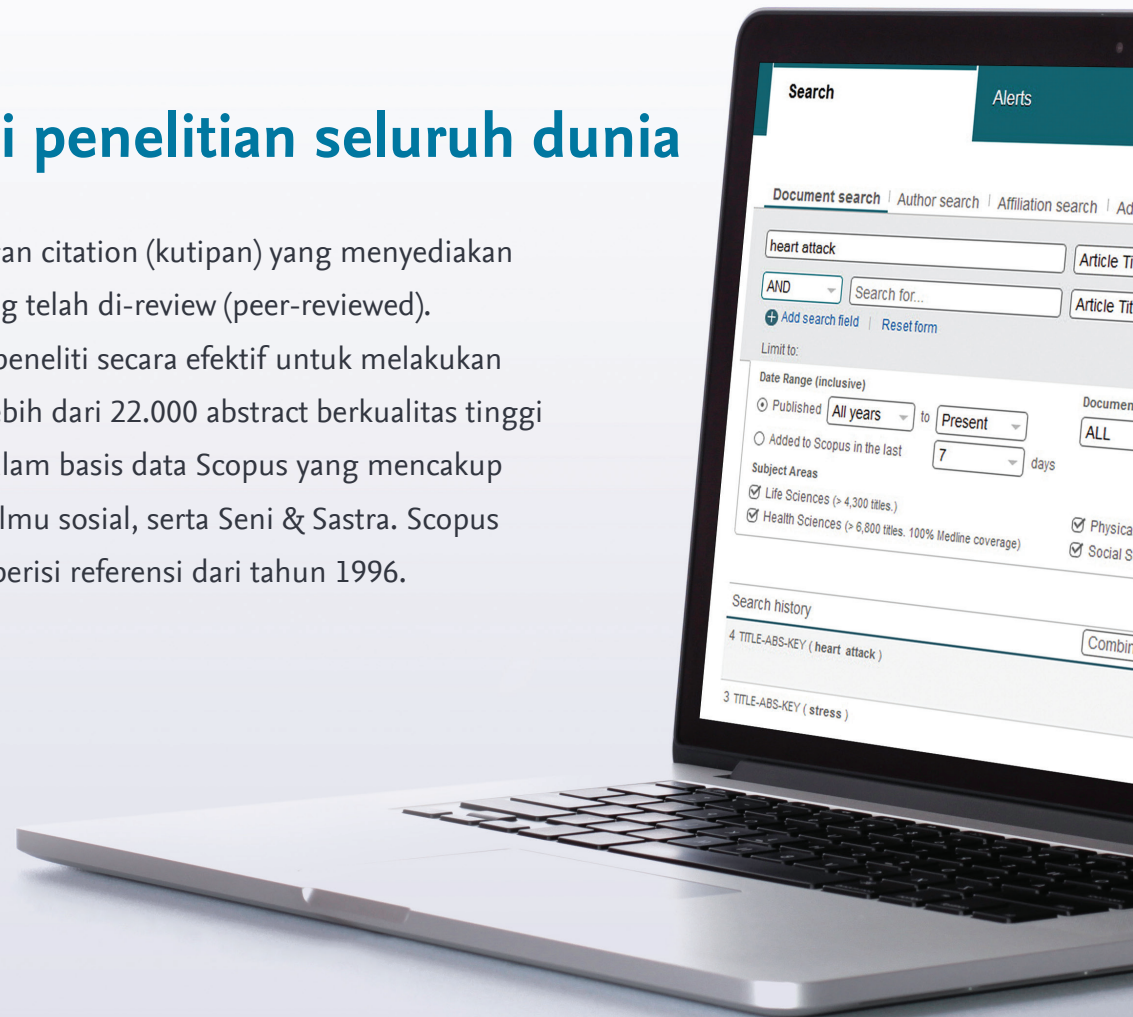 i penelitian seluruh dunia
an citation (kutipan) yang menyediakan
g telah di-review (peer-reviewed).
peneliti secara efektif untuk melakukan
ebih dari 22.000 abstract berkualitas tinggi
alam basis data Scopus yang mencakup
lmu sosial, serta Seni & Sastra. Scopus
berisi referensi dari tahun 1996.
Search Alerts
Document search | Author search | Affiliation search | Ad
heart attack Article Ti
AND Search for... Article Tit
Add search field | Reset form
Limit to:
Date Range (inclusive) Documen
Published All years to Present ALL
Added to Scopus in the last 7 days
Subject Areas
Life Sciences (> 4,300 titles.) Physica
Health Sciences (> 6,800 titles. 100% Medline coverage) Social S
Search history Combin
4 TITLE-ABS-KEY ( heart attack )
3 TITLE-ABS-KEY ( stress )